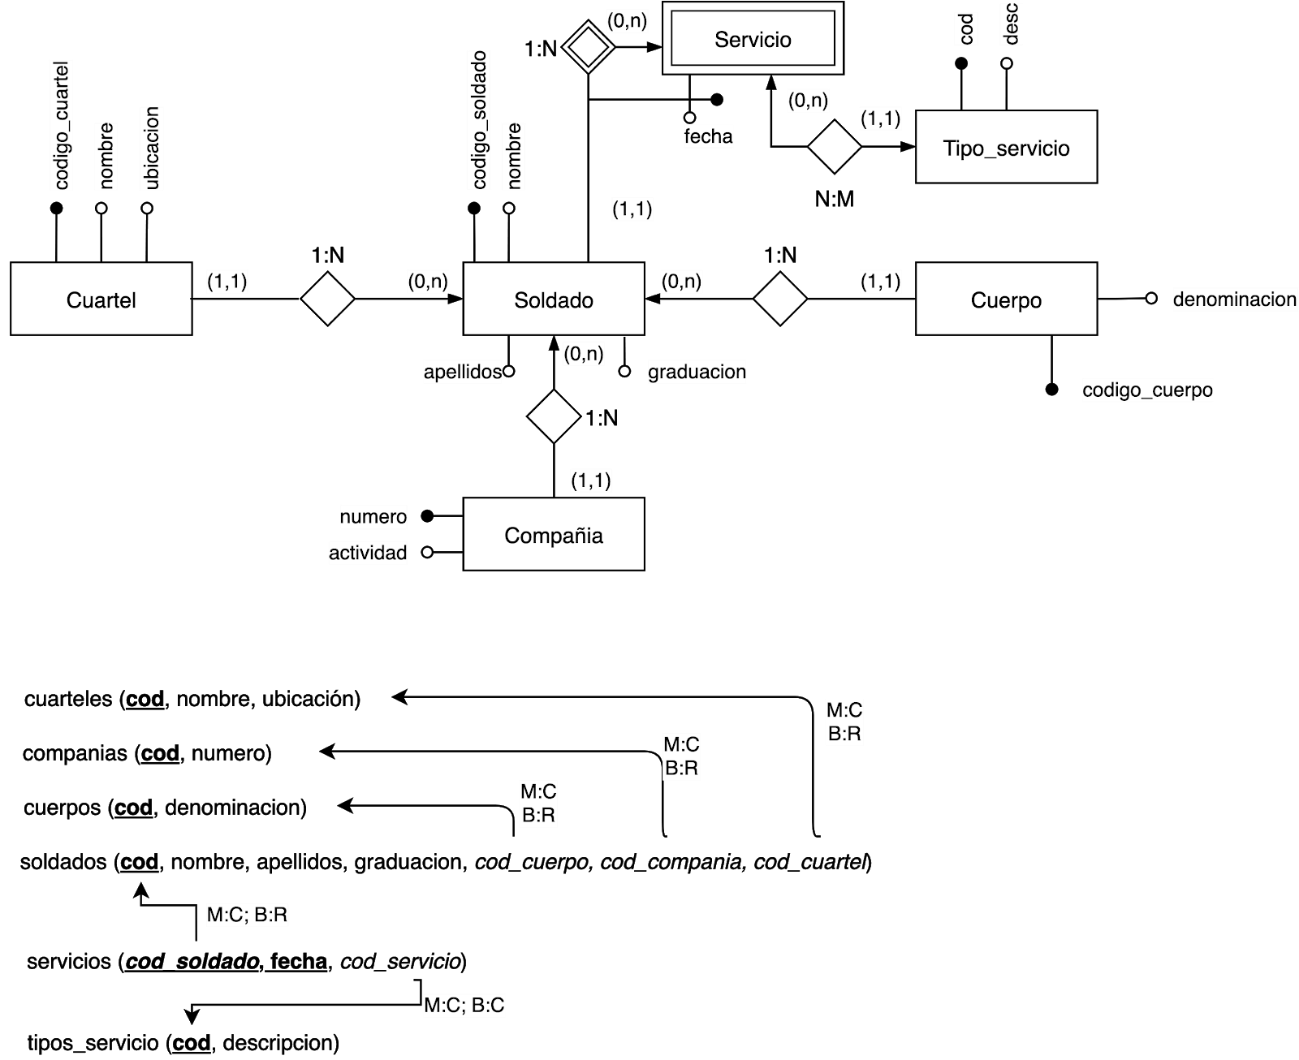 (0,n)
Servicio
1:N
cod
desc
codigo_soldado
nombre
fecha
(0,n)
(1,1)
Tipo_servicio
N:M
codigo_cuartel
nombre
ubicacion
(1,1)
1:N
1:N
Cuartel
(1,1)
(0,n)
Soldado
(0,n)
(1,1)
Cuerpo
denominacion
apellidos
(0,n)
graduacion
codigo_cuerpo
1:N
(1,1)
numero
Compañia
actividad
cuarteles (cod, nombre, ubicación)
M:C
B:R
companias (cod, numero)
M:C
B:R
cuerpos (cod, denominacion)
M:C
B:R
soldados (cod, nombre, apellidos, graduacion, cod_cuerpo, cod_compania, cod_cuartel)
M:C; B:R
servicios (cod_soldado, fecha, cod_servicio)
M:C; B:C
tipos_servicio (cod, descripcion)